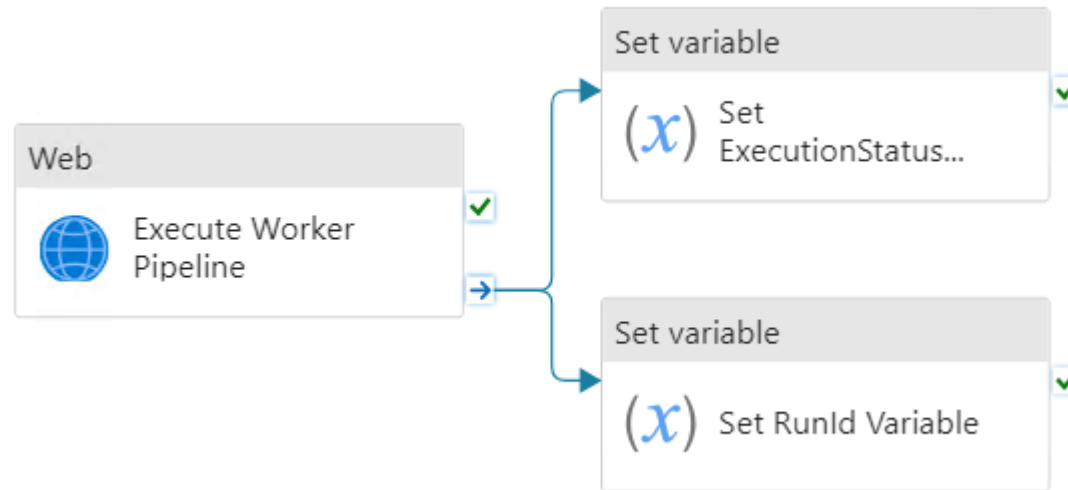 Set variable
(x) Set
ExecutionStatus...
Web
Execute Worker
Pipeline
Set variable
(x) Set RunId Variable